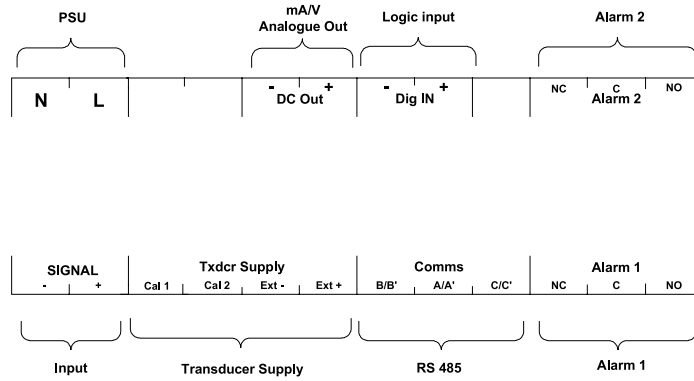 mA/V
PSU Analogue Out Logic input Alarm 2
- + - + NC C NO
N L DC Out Dig IN Alarm 2
SIGNAL Txdcr Supply Comms Alarm 1
- + Cal 1 Cal 2 Ext - Ext + B/B' A/A' C/C' NC C NO
Input Transducer Supply RS 485 Alarm 1